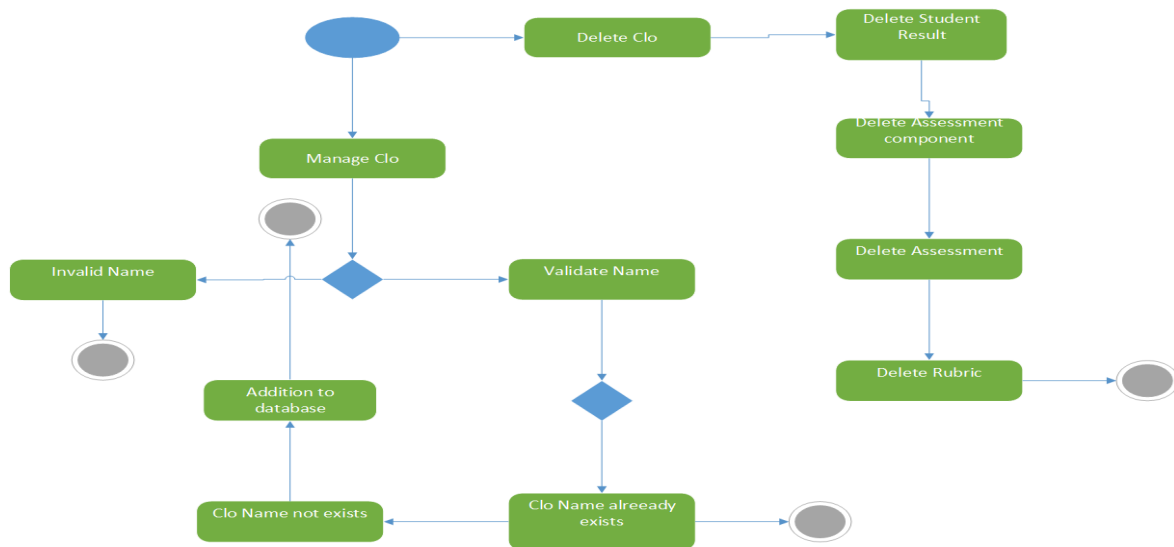 Delete Clo
Delete Student
Result
Delete Assessment
component
Manage Clo
Invalid Name
Validate Name
Delete Assessment
Addition to
database
Delete Rubric
Clo Name not exists
Clo Name alreeady
exists